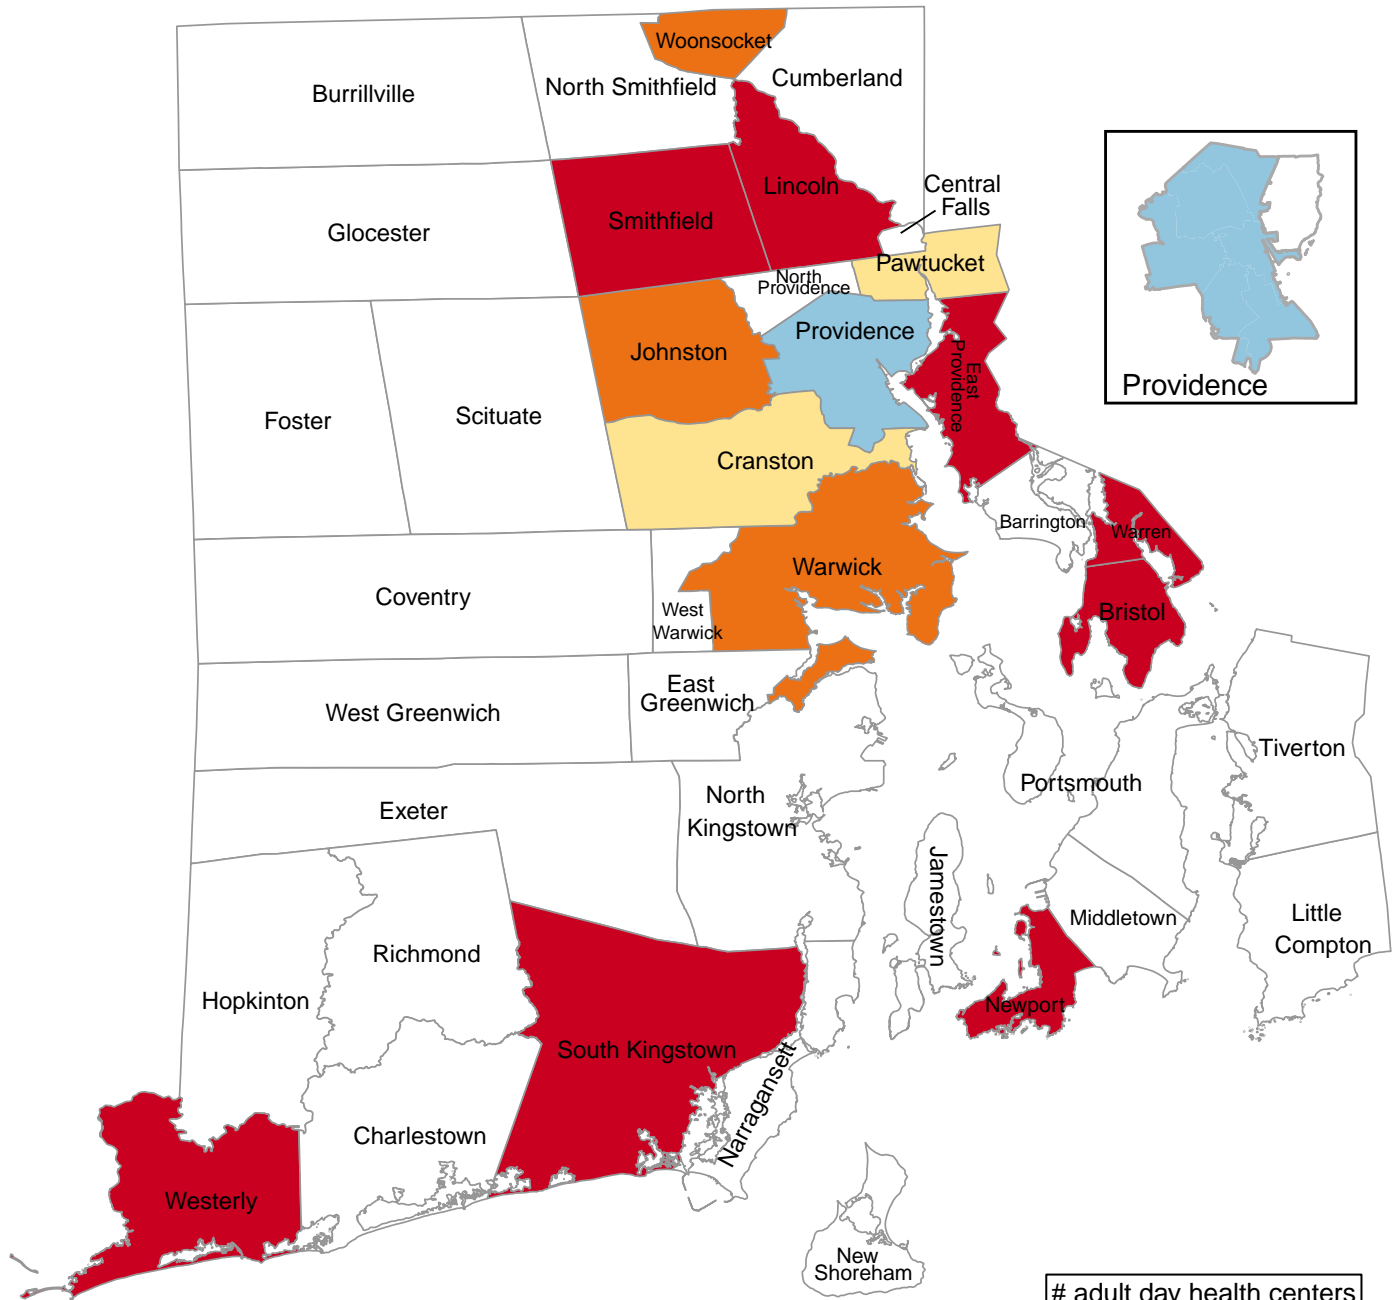 Woonsocket
Cumberland
North Smithfield
Burrillville
Central
Falls
Lincoln
Smithfield
Glocester
Pawtucket
North
Providence
Providence
Johnston
East
Providence
Providence
Foster
Scituate
Cranston
Barrington
Warren
Warwick
Coventry
West
Warwick
Bristol
East
Greenwich
West Greenwich
Tiverton
Portsmouth
North
Kingstown
Exeter
Jamestown
Middletown
Little
Compton
Richmond
Hopkinton
Newport
South Kingstown
Narragansett
Charlestown
Westerly
New
Shoreham
# adult day health centers